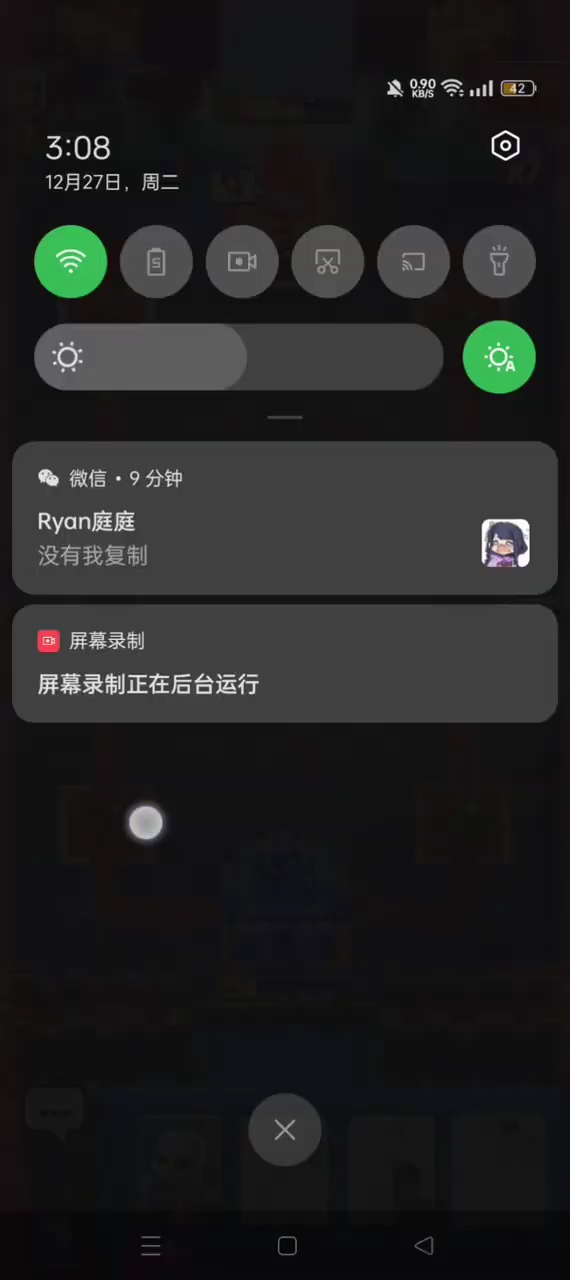 0.90
KB/S
42
3:08
12月27日，周二
S
A
微信 • 9 分钟
Ryan庭庭
没有我复制
屏幕录制
屏幕录制正在后台运行